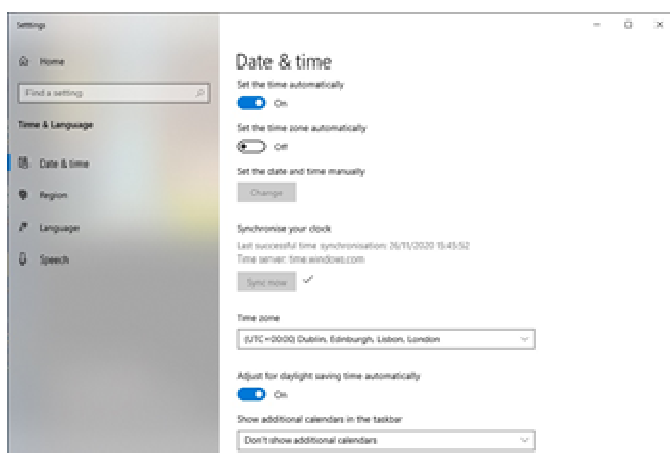 Settings
Home
Find a setting
Time & Language
Date & time
Region
Language
Speech
Date & time
Set the time automatically
On
Set the time zone automatically
Off
Set the date and time manually
Change
Synchronise your clock
Last successful time synchronisation: 26/11/2020 15:45:52
Time server: time.windows.com
Sync now
Time zone
(UTC+00:00) Dublin, Edinburgh, Lisbon, London
Adjust for daylight saving time automatically
On
Show additional calendars in the taskbar
Don't show additional calendars